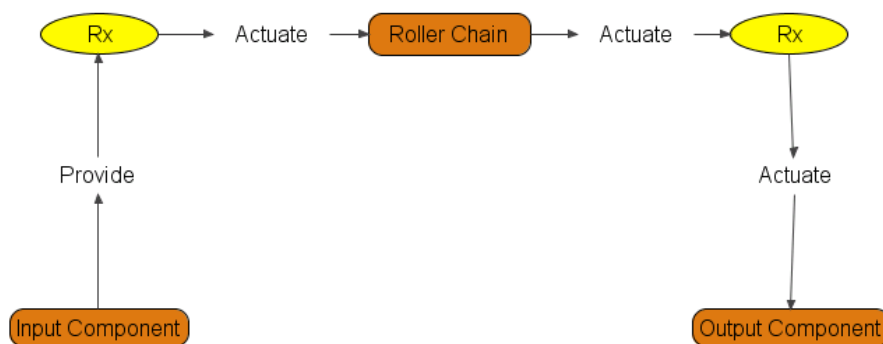 Rx Actuate Roller Chain Actuate Rx
Provide Actuate
Input Component Output Component